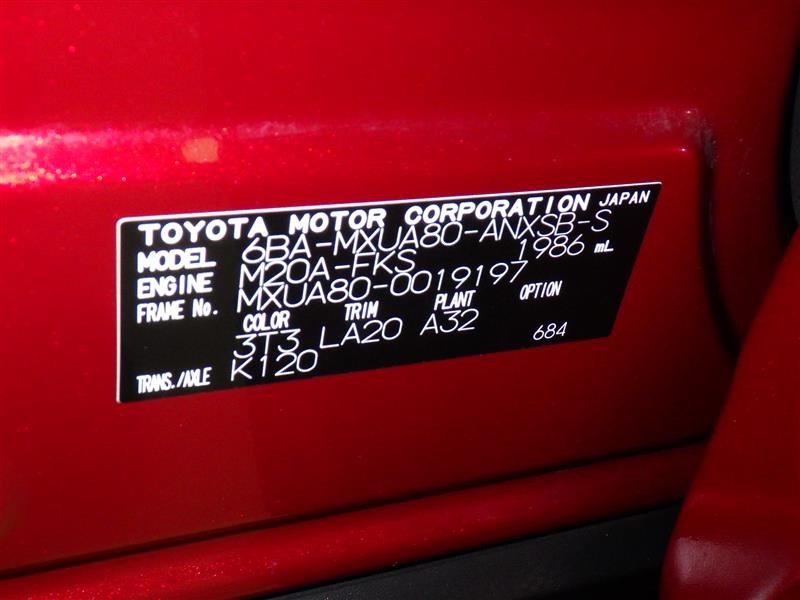 TOYOTA MOTOR CORPORATION JAPAN
MODEL 6BA-MXUA80-ANXSB-S
ENGINE M20A-FKS 1986 mL
FRAME No. MXUA80-0019197
COLOR TRIM PLANT OPTION
3T3 LA20 A32 684
TRANS./AXLE K120